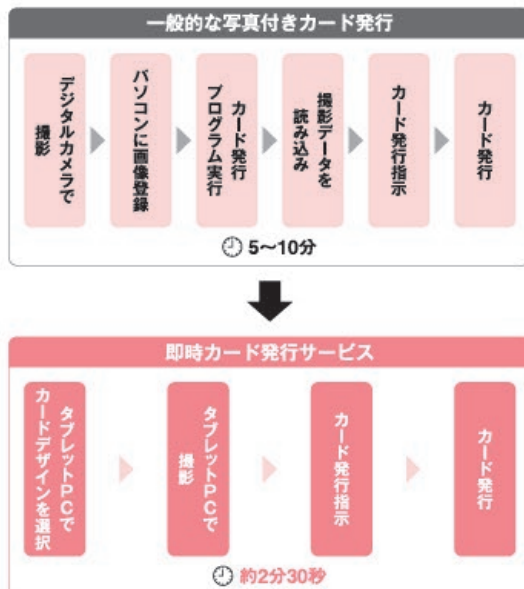 一般的な写真付きカード発行
デジタルカメラで
撮影
パソコンに画像登録
カード発行
プログラム実行
撮影データを
読み込み
カード発行指示
カード発行
5〜10分
即時カード発行サービス
タブレットPCで
カードデザインを選択
タブレットPCで
撮影
カード発行指示
カード発行
約2分30秒